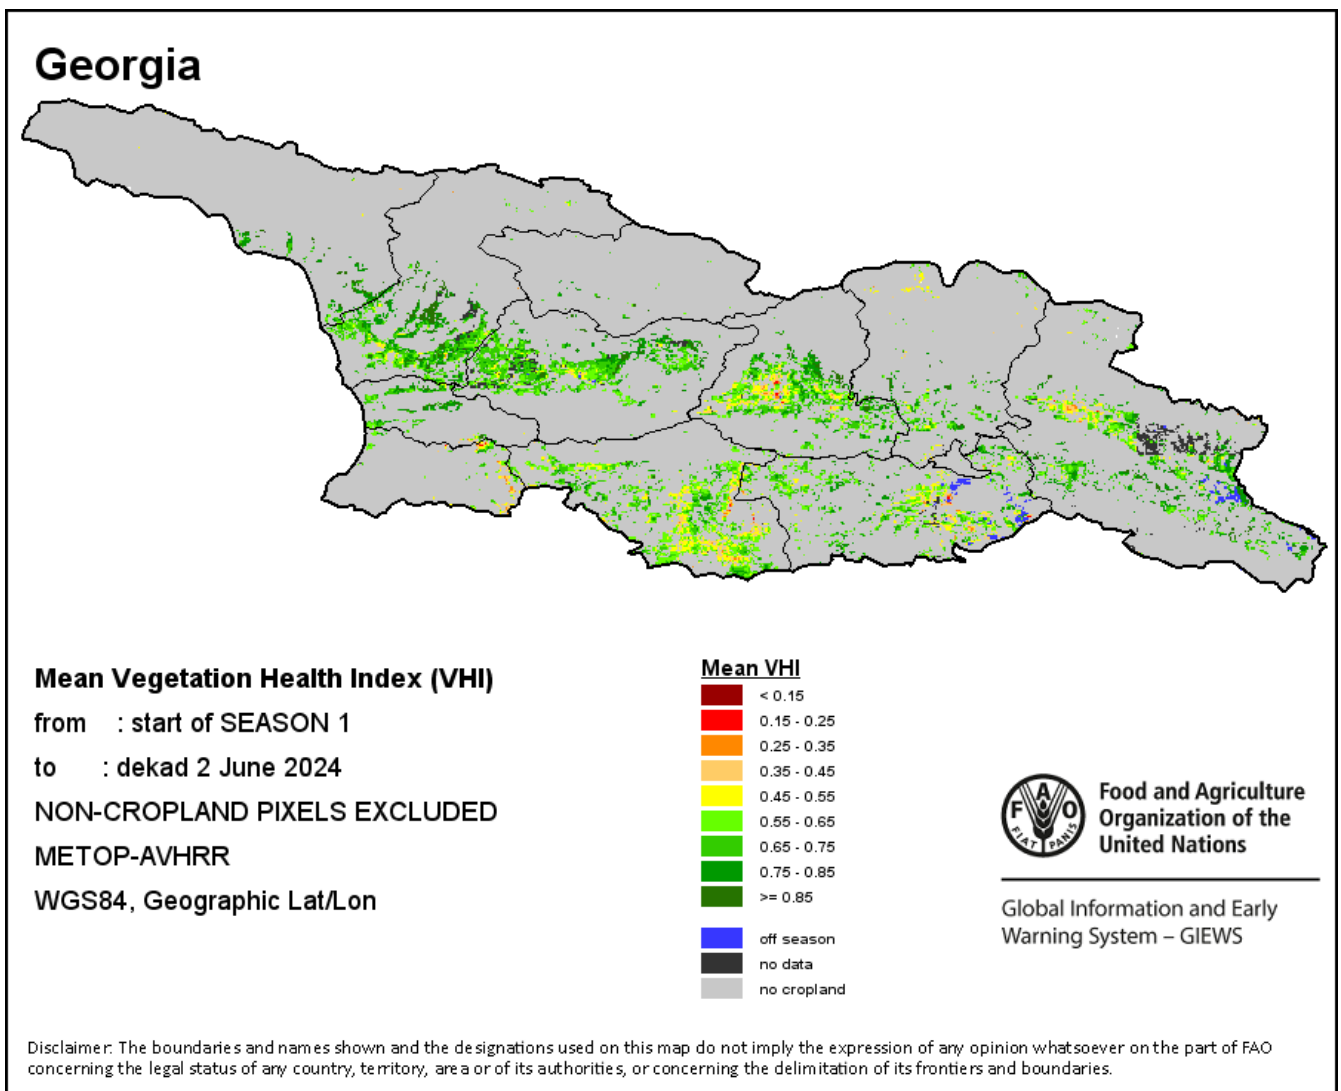 Georgia
Mean Vegetation Health Index (VHI)
from : start of SEASON 1
to : dekad 2 June 2024
NON-CROPLAND PIXELS EXCLUDED
METOP-AVHRR
WGS84, Geographic Lat/Lon
Mean VHI
< 0.15
0.15 - 0.25
0.25 - 0.35
0.35 - 0.45
0.45 - 0.55
0.55 - 0.65
0.65 - 0.75
0.75 - 0.85
>= 0.85
off season
no data
no cropland
F A O
FIAT PANIS
Food and Agriculture
Organization of the
United Nations
Global Information and Early
Warning System – GIEWS
Disclaimer: The boundaries and names shown and the designations used on this map do not imply the expression of any opinion whatsoever on the part of FAO
concerning the legal status of any country, territory, area or of its authorities, or concerning the delimitation of its frontiers and boundaries.